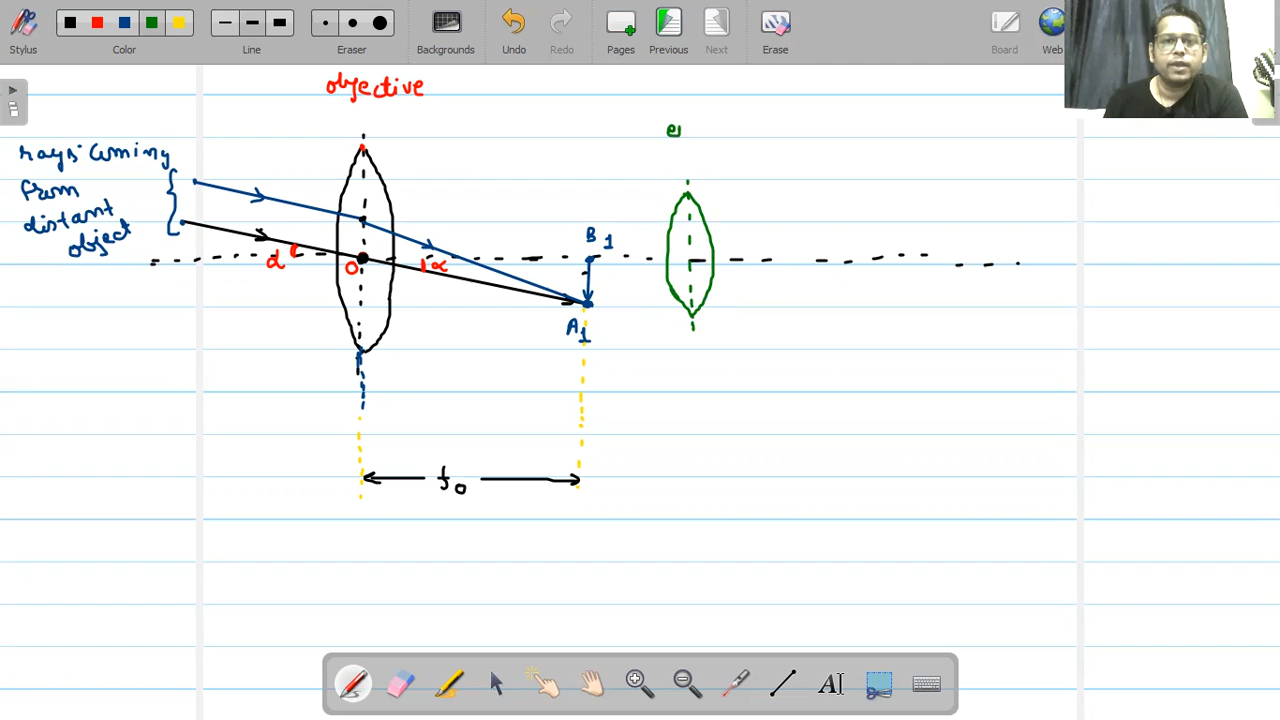 Stylus
Color
Line
Eraser
Backgrounds
Undo
Redo
Pages
Previous
Next
Erase
Board
Web
objective
rays coming
from
distant
object
e
α
O
α
B1
A1
fo
A